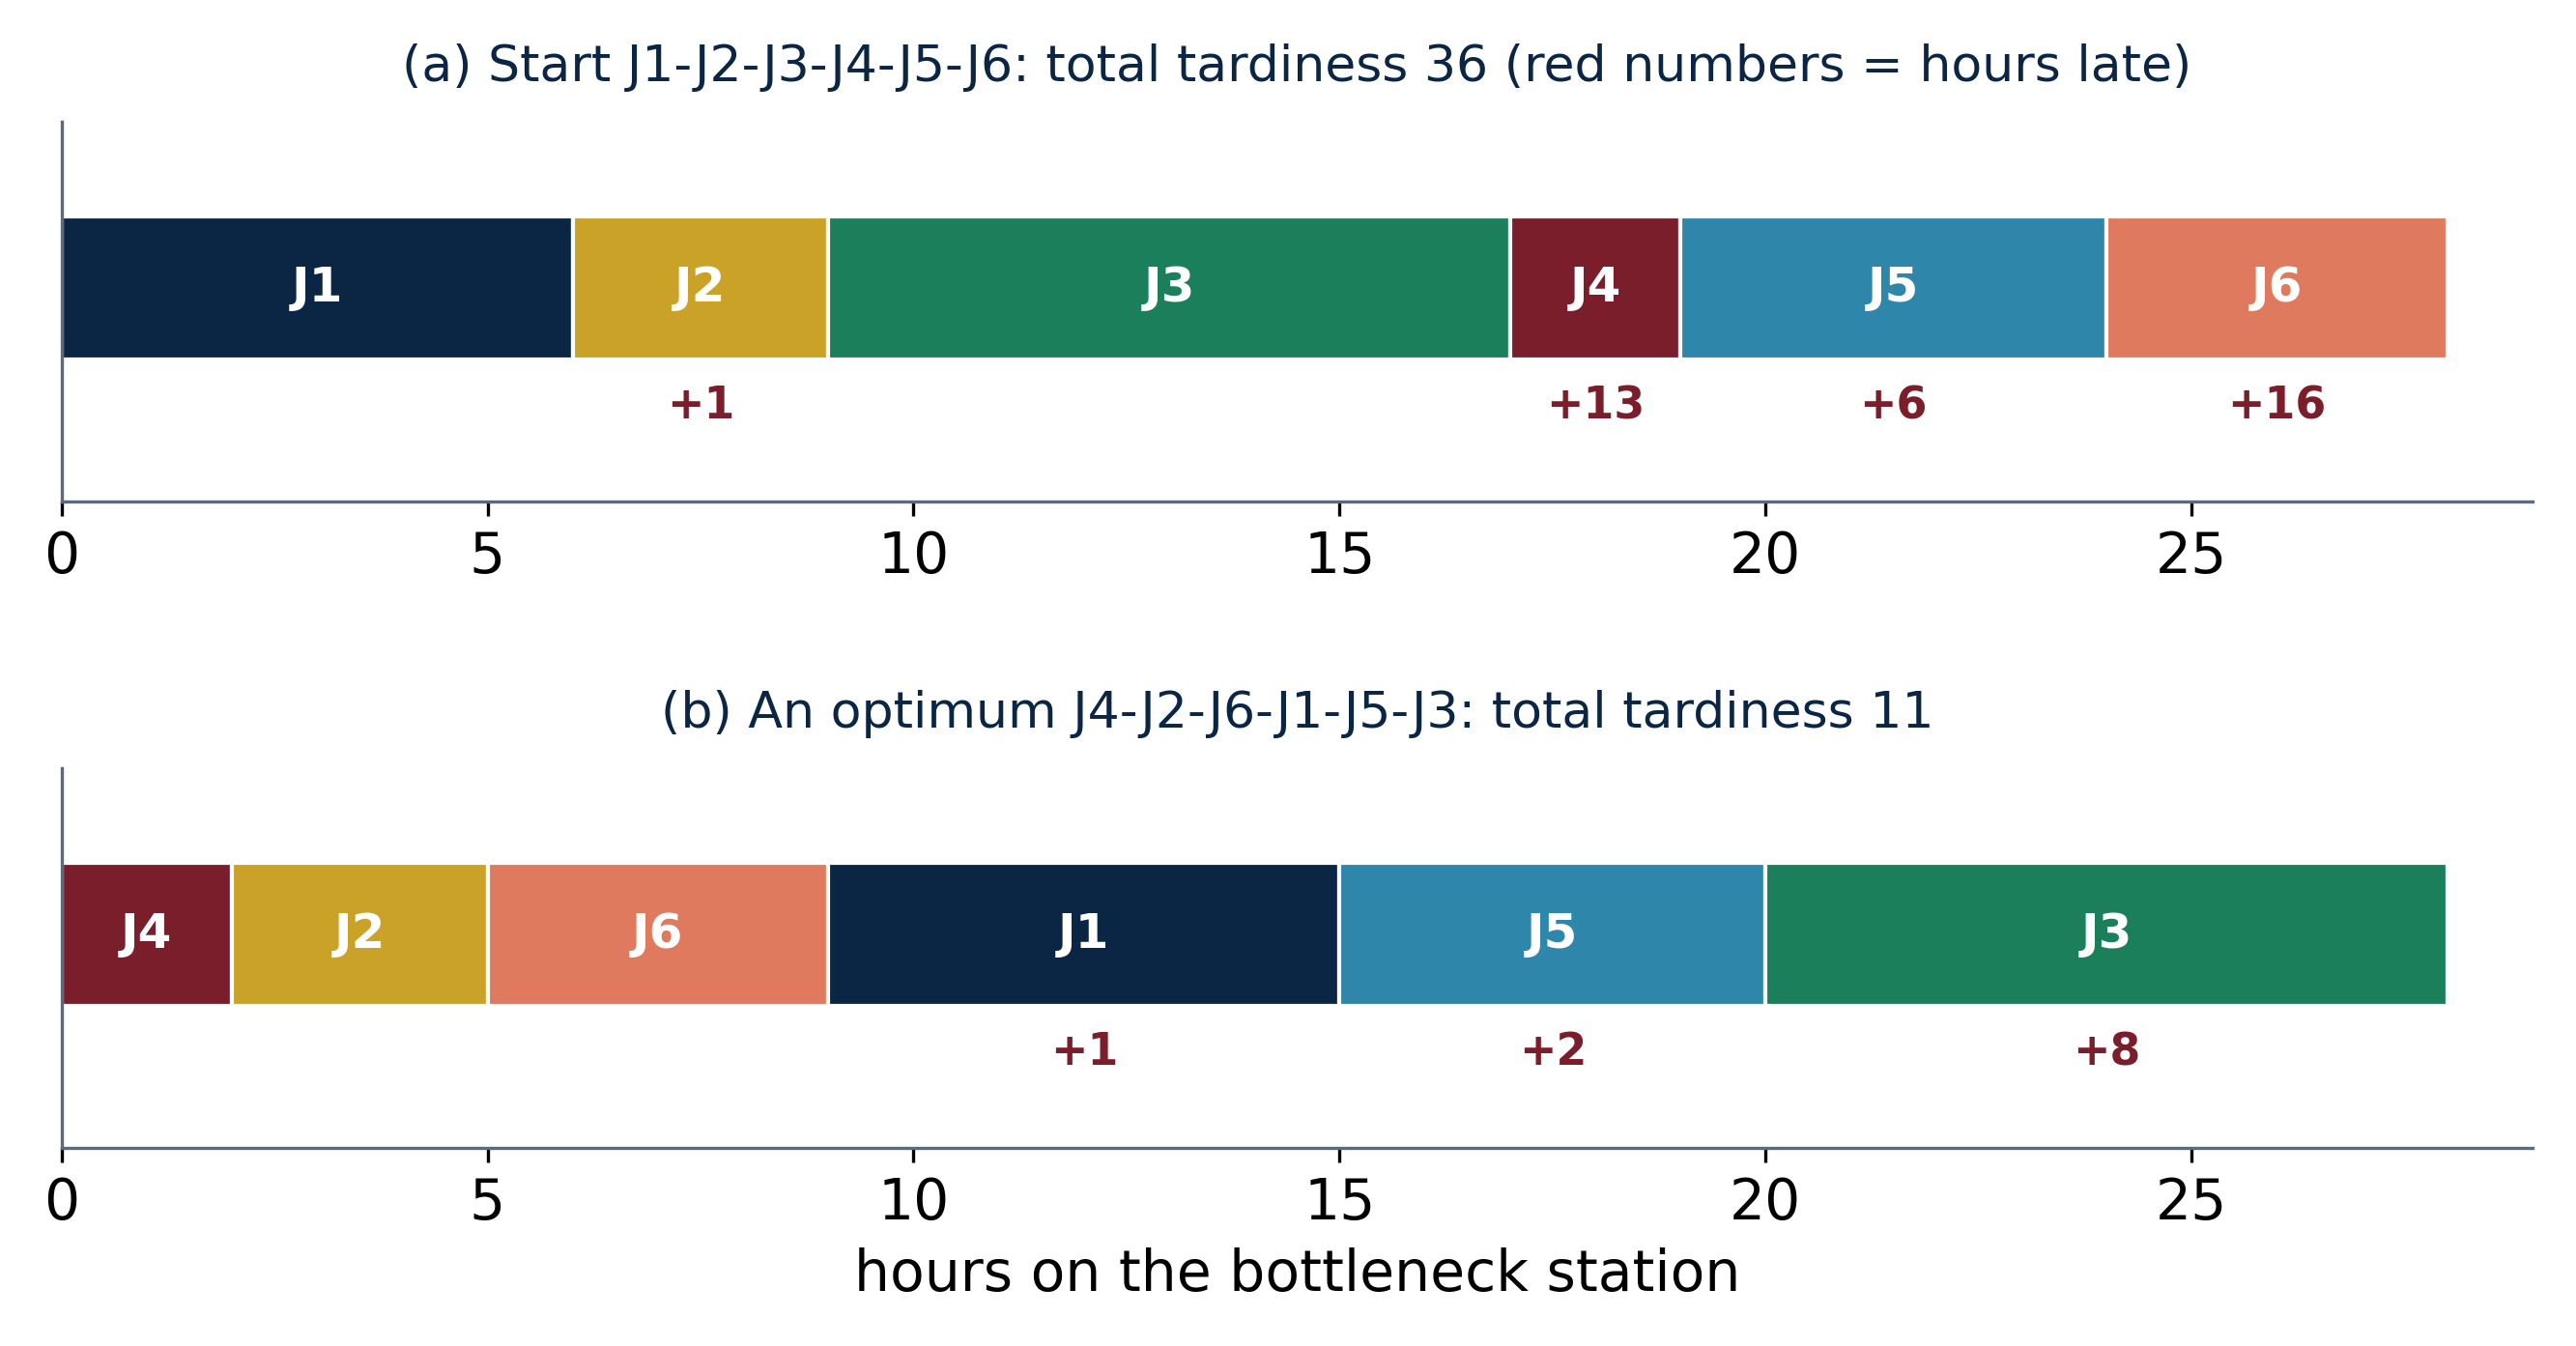 (a) Start J1-J2-J3-J4-J5-J6: total tardiness 36 (red numbers = hours late)
J1 J2 J3 J4 J5 J6
+1 +13 +6 +16
0 5 10 15 20 25
(b) An optimum J4-J2-J6-J1-J5-J3: total tardiness 11
J4 J2 J6 J1 J5 J3
+1 +2 +8
0 5 10 15 20 25
hours on the bottleneck station